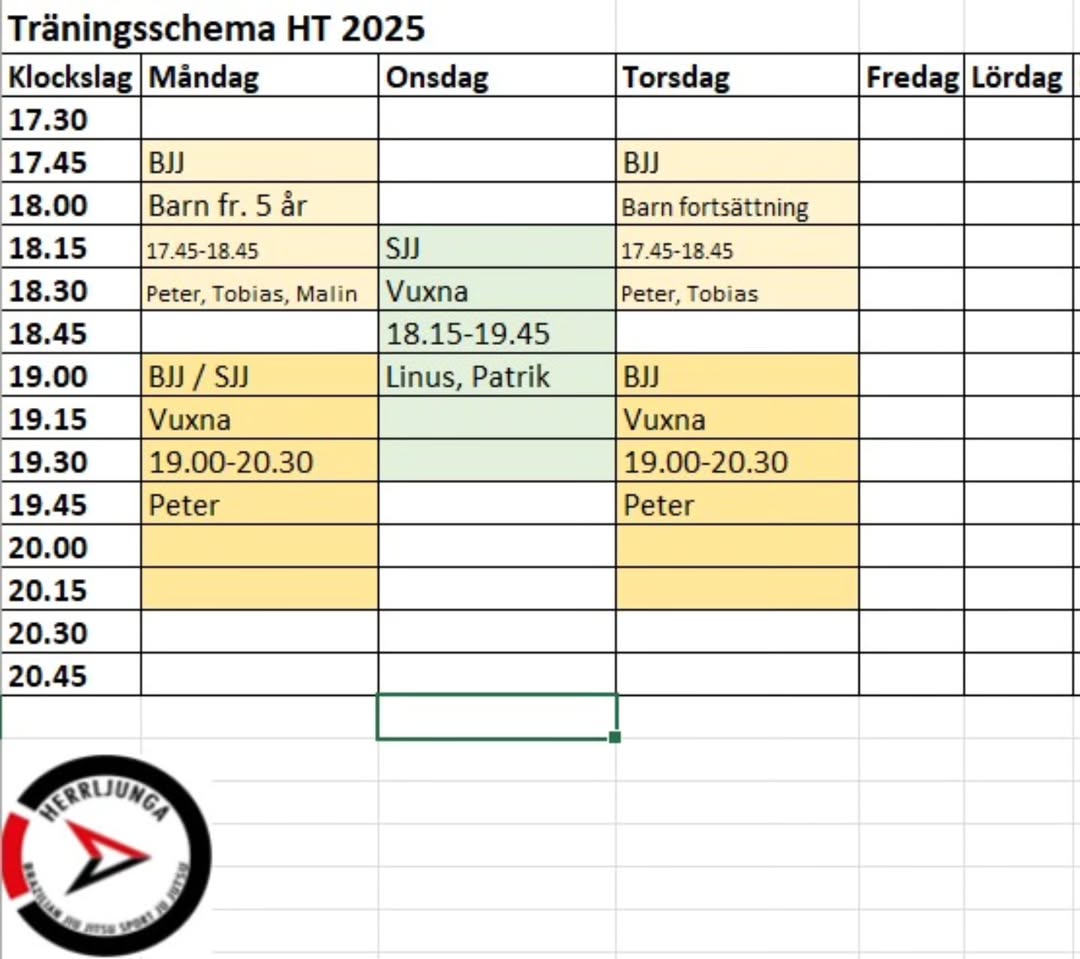 Träningsschema HT 2025
Klockslag Måndag Onsdag Torsdag Fredag Lördag
17.30
17.45 BJJ BJJ
18.00 Barn fr. 5 år Barn fortsättning
18.15 17.45-18.45 SJJ 17.45-18.45
18.30 Peter, Tobias, Malin Vuxna Peter, Tobias
18.45 18.15-19.45
19.00 BJJ / SJJ Linus, Patrik BJJ
19.15 Vuxna Vuxna
19.30 19.00-20.30 19.00-20.30
19.45 Peter Peter
20.00
20.15
20.30
20.45
HERRLJUNGA
BRAZILIAN JIU JITSU SPORT JU JUTSU